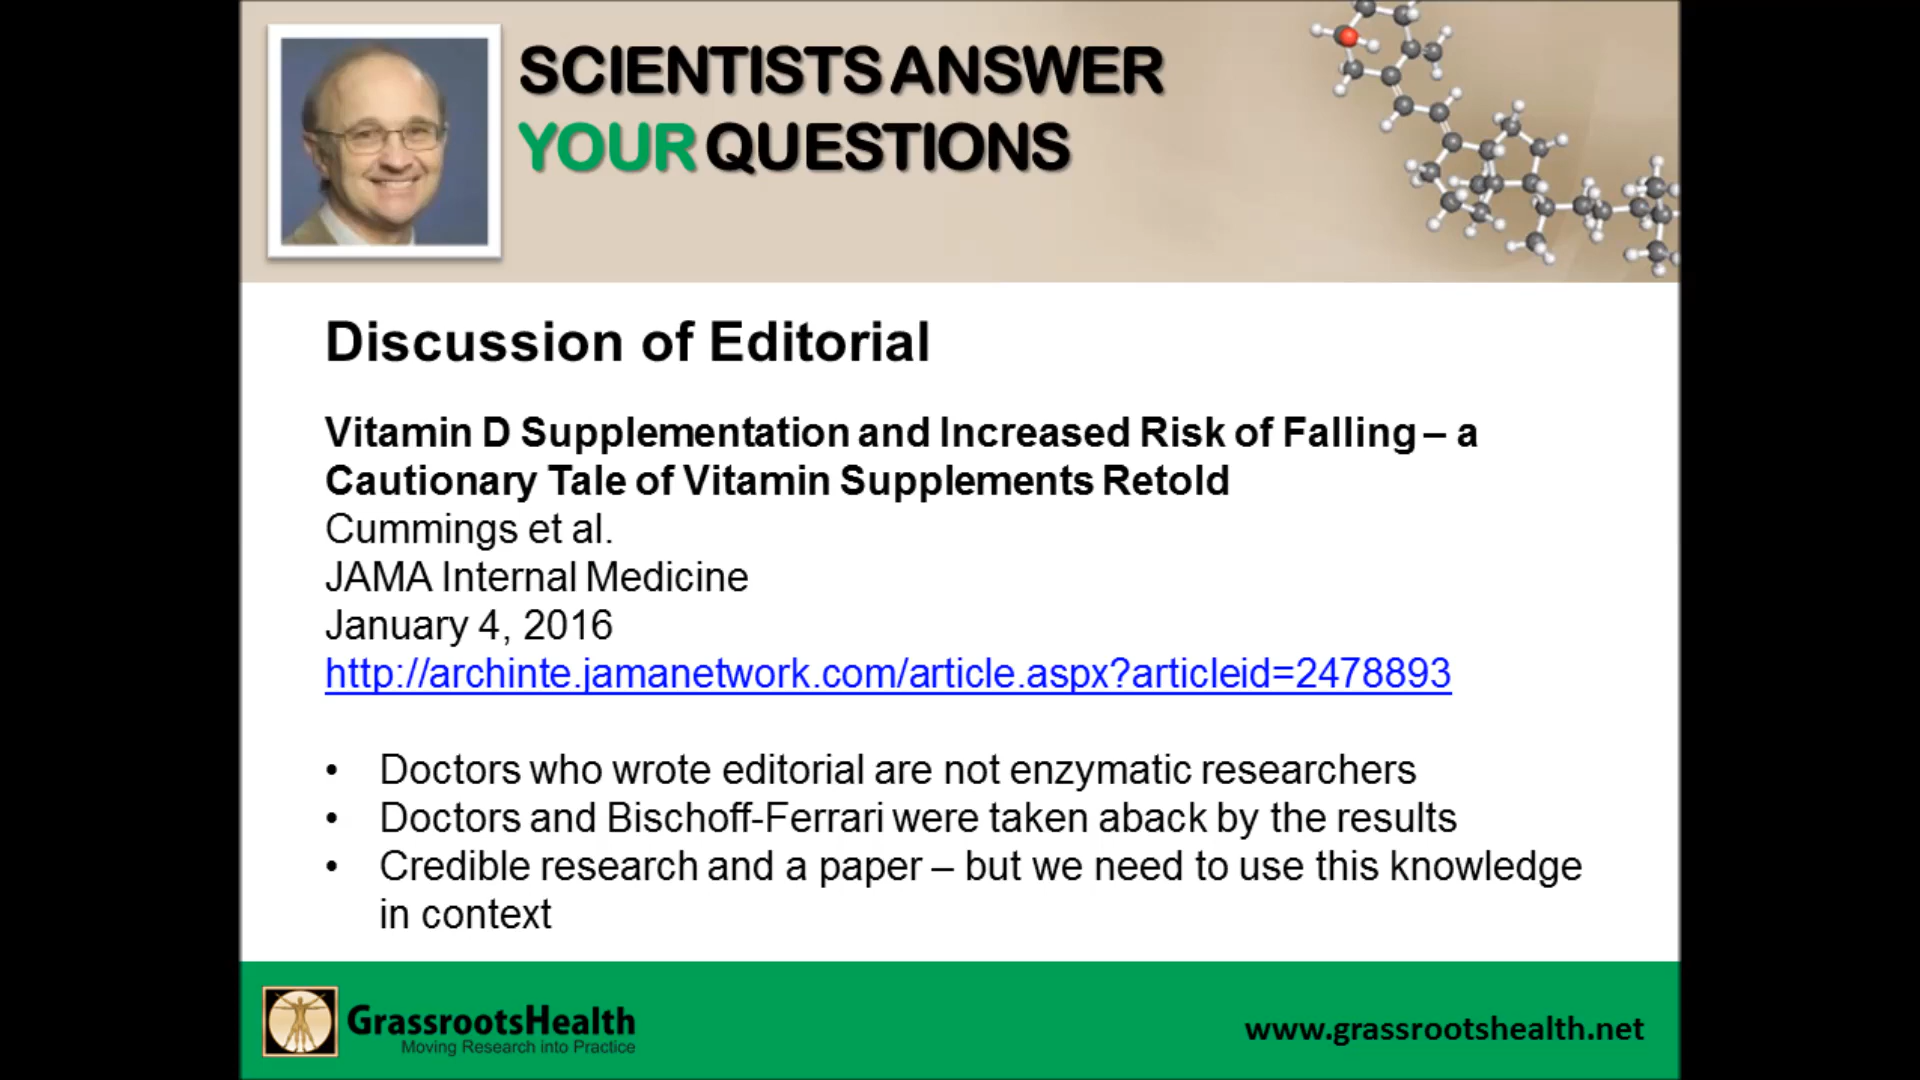 SCIENTISTS ANSWER
YOUR QUESTIONS
Discussion of Editorial
Vitamin D Supplementation and Increased Risk of Falling – a
Cautionary Tale of Vitamin Supplements Retold
Cummings et al.
JAMA Internal Medicine
January 4, 2016
http://archinte.jamanetwork.com/article.aspx?articleid=2478893
• Doctors who wrote editorial are not enzymatic researchers
• Doctors and Bischoff-Ferrari were taken aback by the results
• Credible research and a paper – but we need to use this knowledge
in context
GrassrootsHealth
Moving Research into Practice
www.grassrootshealth.net